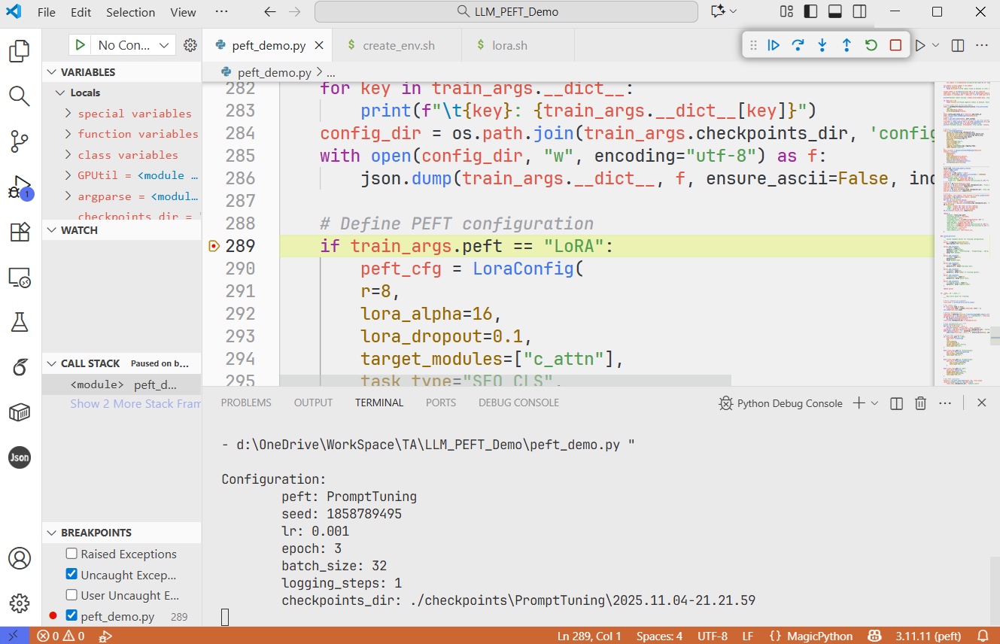 File Edit Selection View ··· LLM_PEFT_Demo
No Con...
peft_demo.py
create_env.sh
lora.sh
peft_demo.py > ...
VARIABLES
Locals
special variables
function variables
class variables
GPUtil = <module ...
argparse = <modul...
checkpoints_dir = '
WATCH
CALL STACK Paused on b...
<module> peft_d...
Show 2 More Stack Fram
BREAKPOINTS
Raised Exceptions
Uncaught Excep...
User Uncaught E...
peft_demo.py 289
1
Json
282 for key in train_args.__dict__:
283 print(f"\t{key}: {train_args.__dict__[key]}")
284 config_dir = os.path.join(train_args.checkpoints_dir, 'config
285 with open(config_dir, "w", encoding="utf-8") as f:
286 json.dump(train_args.__dict__, f, ensure_ascii=False, ind
287
288 # Define PEFT configuration
289 if train_args.peft == "LoRA":
290 peft_cfg = LoraConfig(
291 r=8,
292 lora_alpha=16,
293 lora_dropout=0.1,
294 target_modules=["c_attn"],
295 task_type="SEQ_CLS",
PROBLEMS OUTPUT TERMINAL PORTS DEBUG CONSOLE Python Debug Console
- d:\OneDrive\WorkSpace\TA\LLM_PEFT_Demo\peft_demo.py "
Configuration:
peft: PromptTuning
seed: 1858789495
lr: 0.001
epoch: 3
batch_size: 32
logging_steps: 1
checkpoints_dir: ./checkpoints\PromptTuning\2025.11.04-21.21.59
0 0 Ln 289, Col 1 Spaces: 4 UTF-8 LF {} MagicPython 3.11.11 (peft)